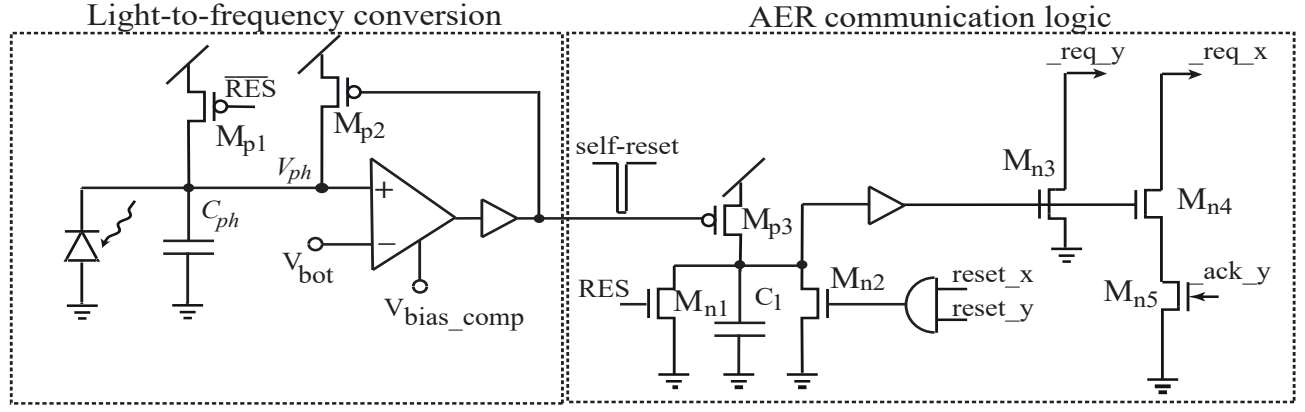 Light-to-frequency conversion
AER communication logic
_req_y
_req_x
RES
Mp1
Mp2
self-reset
Vph
Cph
Mn3
Mn4
Mp3
Vbot
Vbias_comp
RES
Mn1
C1
Mn2
reset_x
reset_y
Mn5
_ack_y
+
−